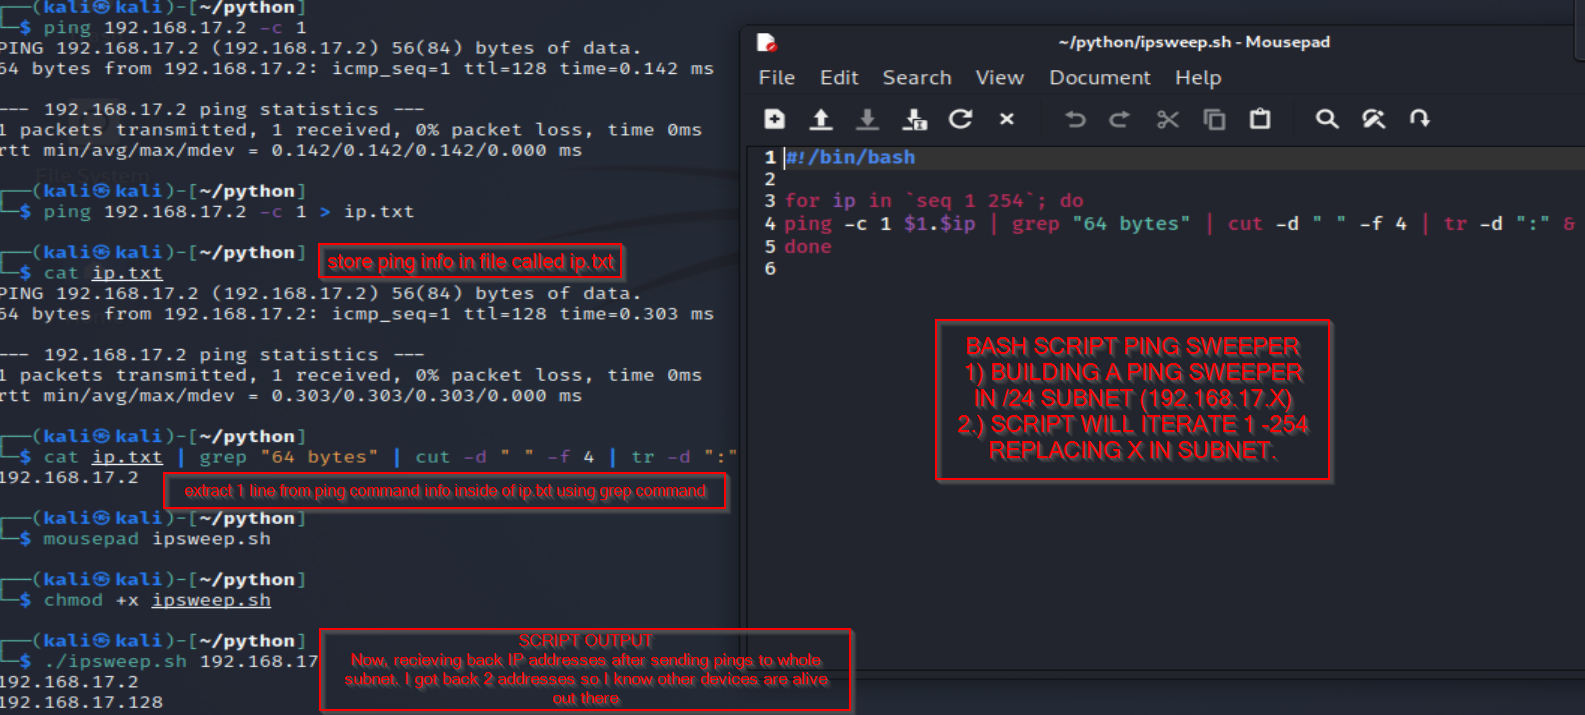 (kali㉿kali)-[~/python]
$ ping 192.168.17.2 -c 1
PING 192.168.17.2 (192.168.17.2) 56(84) bytes of data.
64 bytes from 192.168.17.2: icmp_seq=1 ttl=128 time=0.142 ms
--- 192.168.17.2 ping statistics ---
1 packets transmitted, 1 received, 0% packet loss, time 0ms
rtt min/avg/max/mdev = 0.142/0.142/0.142/0.000 ms
File System
(kali㉿kali)-[~/python]
$ ping 192.168.17.2 -c 1 > ip.txt
(kali㉿kali)-[~/python]
$ cat ip.txt
store ping info in file called ip.txt
PING 192.168.17.2 (192.168.17.2) 56(84) bytes of data.
64 bytes from 192.168.17.2: icmp_seq=1 ttl=128 time=0.303 ms
--- 192.168.17.2 ping statistics ---
1 packets transmitted, 1 received, 0% packet loss, time 0ms
rtt min/avg/max/mdev = 0.303/0.303/0.303/0.000 ms
(kali㉿kali)-[~/python]
$ cat ip.txt | grep "64 bytes" | cut -d " " -f 4 | tr -d ":"
192.168.17.2
extract 1 line from ping command info inside of ip.txt using grep command
(kali㉿kali)-[~/python]
$ mousepad ipsweep.sh
(kali㉿kali)-[~/python]
$ chmod +x ipsweep.sh
(kali㉿kali)-[~/python]
$ ./ipsweep.sh 192.168.17
192.168.17.2
192.168.17.128
SCRIPT OUTPUT
Now, recieving back IP addresses after sending pings to whole
subnet. I got back 2 addresses so I know other devices are alive
out there
~/python/ipsweep.sh - Mousepad
File Edit Search View Document Help
1 #!/bin/bash
2
3 for ip in `seq 1 254`; do
4 ping -c 1 $1.$ip | grep "64 bytes" | cut -d " " -f 4 | tr -d ":" &
5 done
6
BASH SCRIPT PING SWEEPER
1) BUILDING A PING SWEEPER
IN /24 SUBNET (192.168.17.X)
2.) SCRIPT WILL ITERATE 1 -254
REPLACING X IN SUBNET.